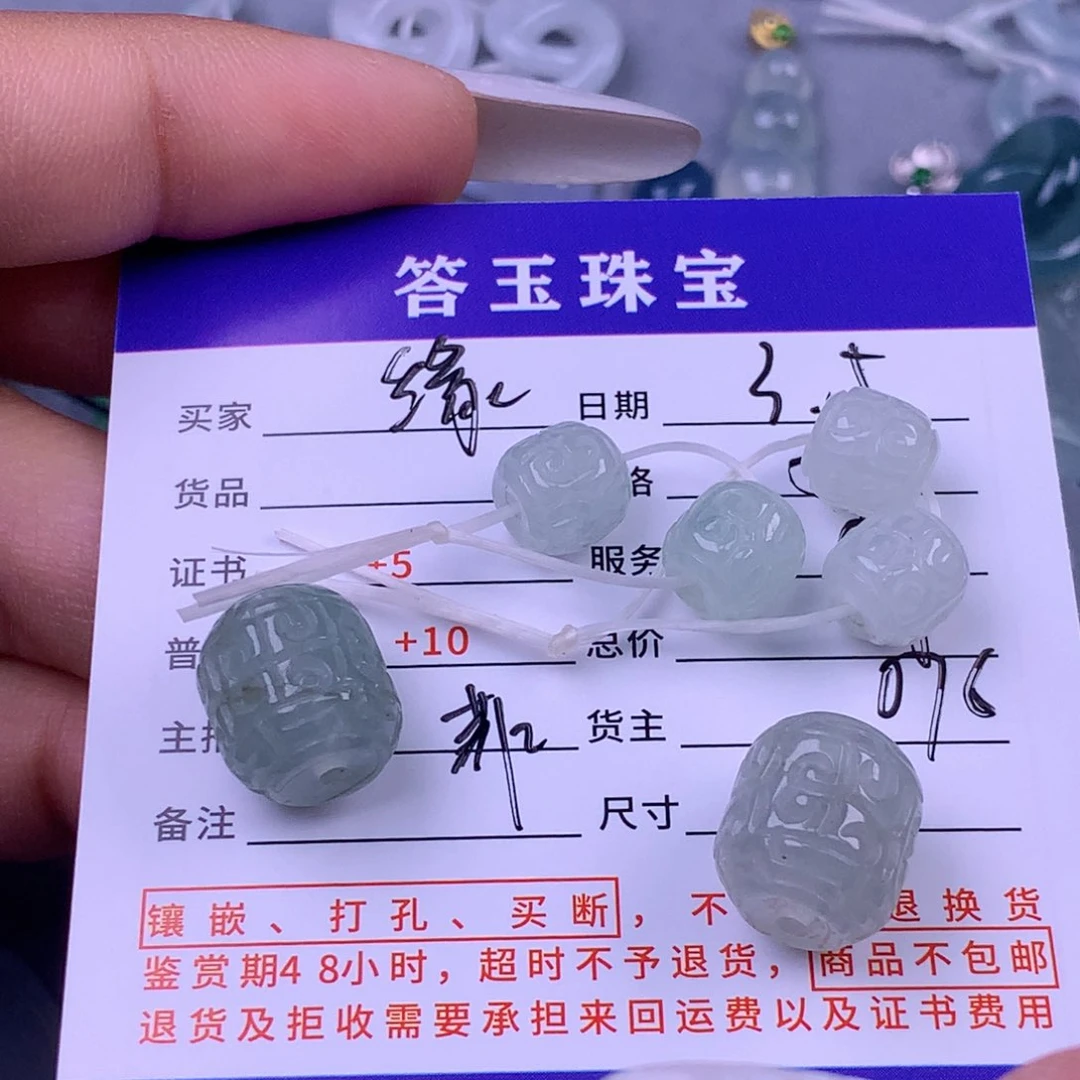 答玉珠宝
买家 日期
货品 格
证书 +5 服务
普 +10 总价
主 货主
备注 尺寸
镶嵌、打孔、买断，不 退换货
鉴赏期48小时，超时不予退货，商品不包邮
退货及拒收需要承担来回运费以及证书费用